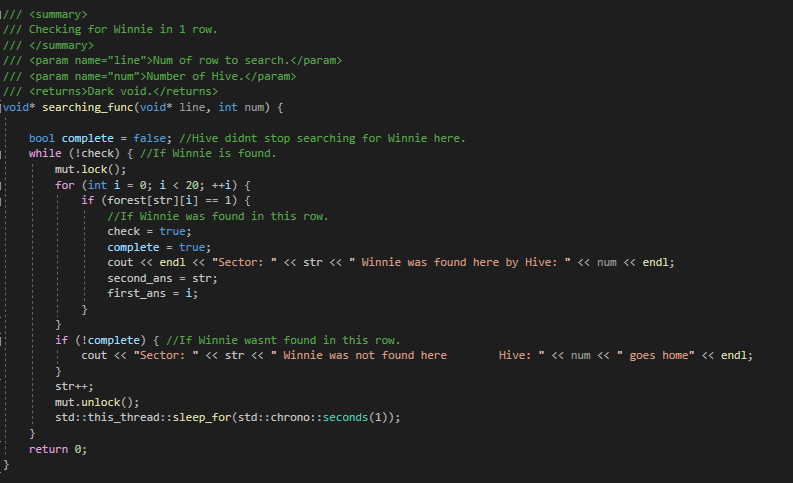 /// <summary>
/// Checking for Winnie in 1 row.
/// </summary>
/// <param name="line">Num of row to search.</param>
/// <param name="num">Number of Hive.</param>
/// <returns>Dark void.</returns>
void* searching_func(void* line, int num) {
bool complete = false; //Hive didnt stop searching for Winnie here.
while (!check) { //If Winnie is found.
mut.lock();
for (int i = 0; i < 20; ++i) {
if (forest[str][i] == 1) {
//If Winnie was found in this row.
check = true;
complete = true;
cout << endl << "Sector: " << str << " Winnie was found here by Hive: " << num << endl;
second_ans = str;
first_ans = i;
}
}
if (!complete) { //If Winnie wasnt found in this row.
cout << "Sector: " << str << " Winnie was not found here        Hive: " << num << " goes home" << endl;
}
str++;
mut.unlock();
std::this_thread::sleep_for(std::chrono::seconds(1));
}
return 0;
}